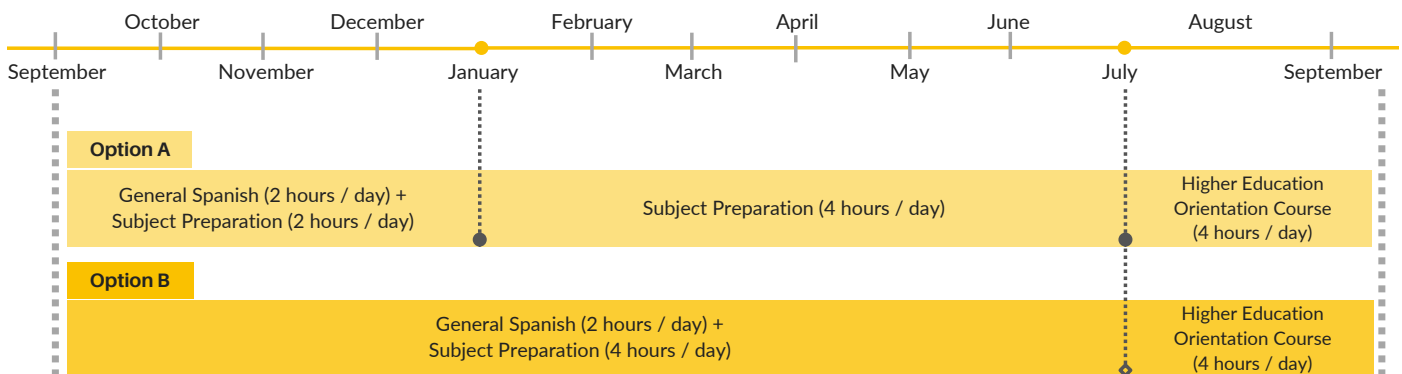 October December February April June August
September November January March May July September
Option A
General Spanish (2 hours / day) +
Subject Preparation (2 hours / day)
Subject Preparation (4 hours / day)
Higher Education
Orientation Course
(4 hours / day)
Option B
General Spanish (2 hours / day) +
Subject Preparation (4 hours / day)
Higher Education
Orientation Course
(4 hours / day)